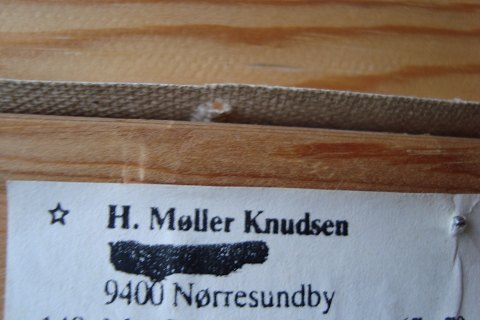 ☆ H. Møller Knudsen
9400 Nørresundby